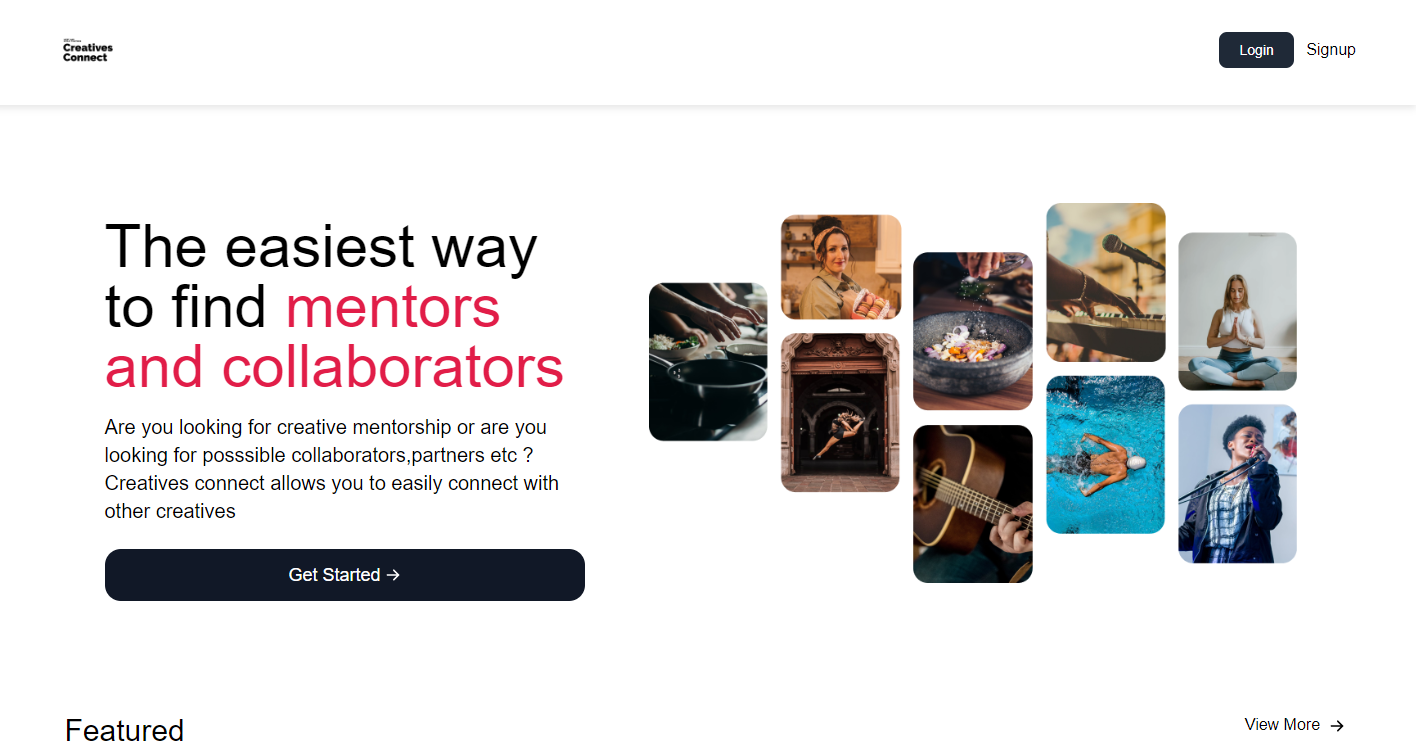 Creatives
Connect
Login
Signup
The easiest way
to find mentors
and collaborators
Are you looking for creative mentorship or are you
looking for posssible collaborators,partners etc ?
Creatives connect allows you to easily connect with
other creatives
Get Started →
Featured
View More →